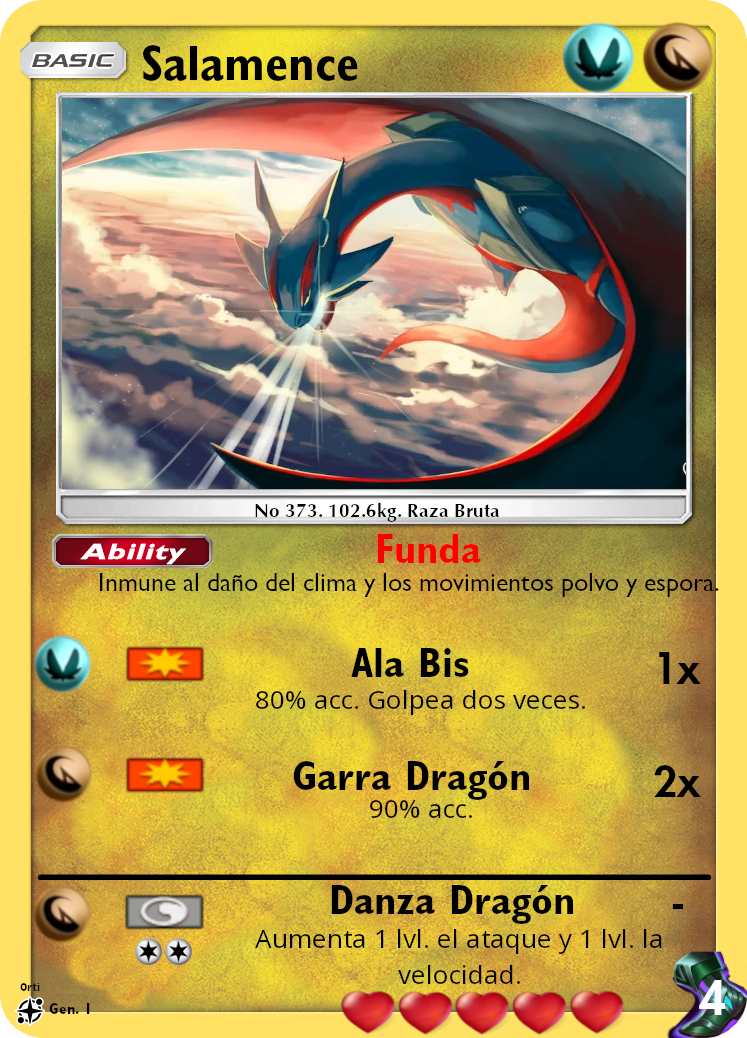 BASIC Salamence
No 373. 102.6kg. Raza Bruta
Ability Funda
Inmune al daño del clima y los movimientos polvo y espora.
Ala Bis 1x
80% acc. Golpea dos veces.
Garra Dragón 2x
90% acc.
Danza Dragón -
Aumenta 1 lvl. el ataque y 1 lvl. la
velocidad.
4
Orti
Gen. 1